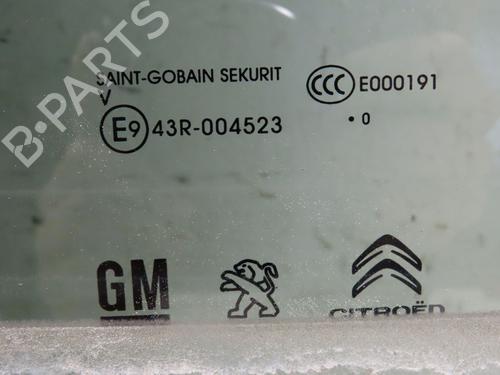 B-PARTS
SAINT-GOBAIN SEKURIT
V
E9 43R-004523
CCC E000191
• 0
GM
CITROËN